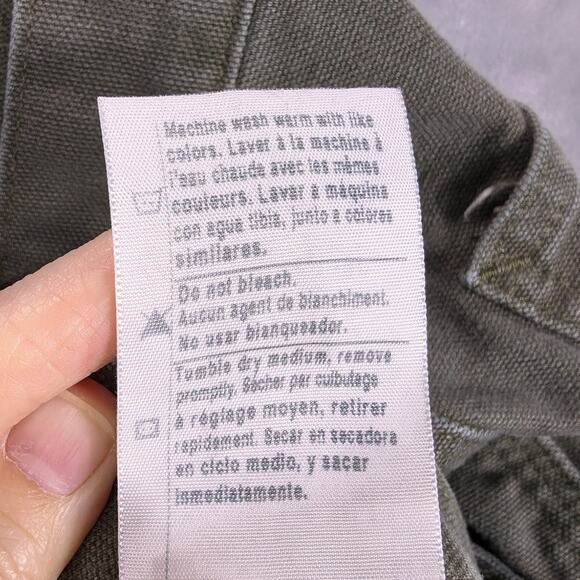 Machine wash warm with like
colors. Laver à la machine à
l'eau chaude avec les mêmes
couleurs. Lavar a maquina
con agua tibia, junto a colores
similares.
Do not bleach.
Aucun agent de blanchiment.
No usar blanqueador.
Tumble dry medium, remove
promptly. Sécher par culbutage
à réglage moyen, retirer
rapidement. Secar en secadora
en ciclo medio, y sacar
inmediatamente.